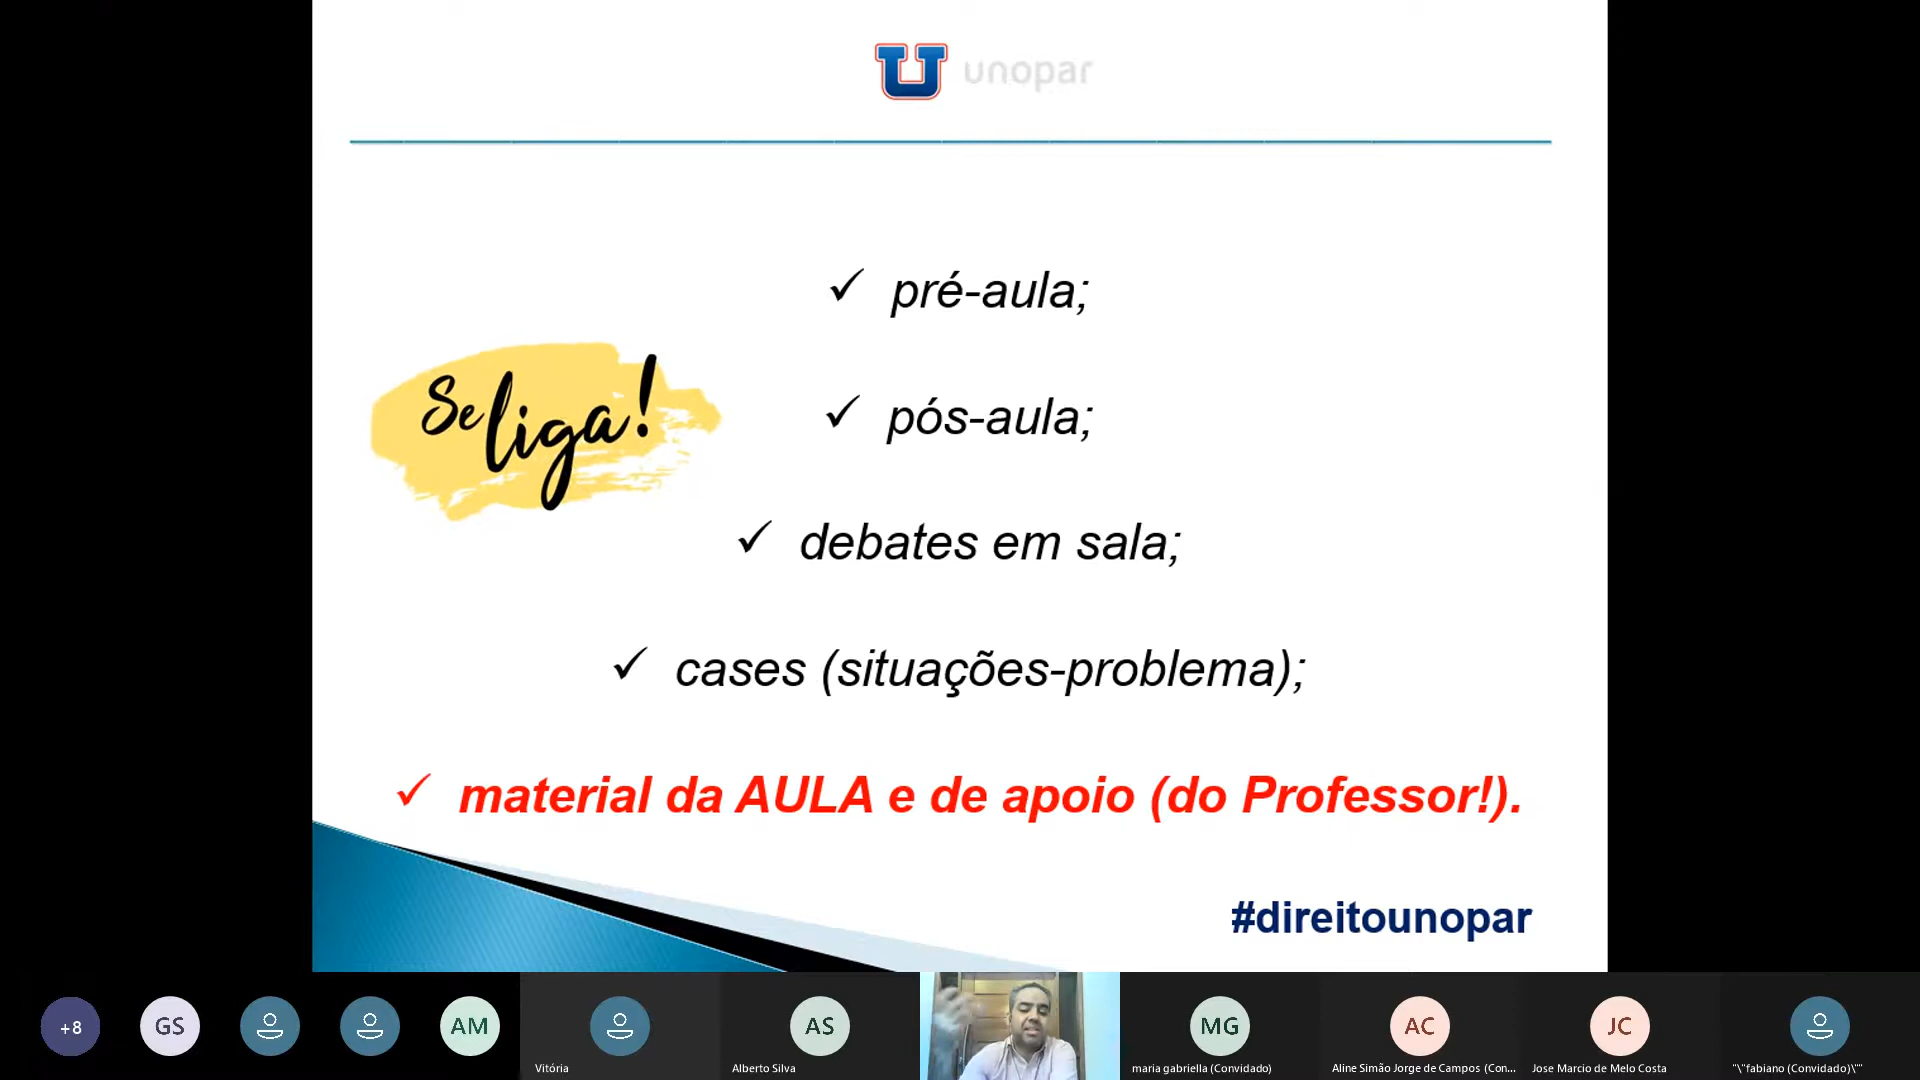 unopar
pré-aula;
Se liga!
pós-aula;
debates em sala;
cases (situações-problema);
material da AULA e de apoio (do Professor!).
#direitounopar
+8
GS
AM
Vitória
AS
Alberto Silva
MG
maria gabriella (Convidado)
AC
Aline Simão Jorge de Campos (Con...
JC
Jose Marcio de Melo Costa
"\"fabiano (Convidado)\""